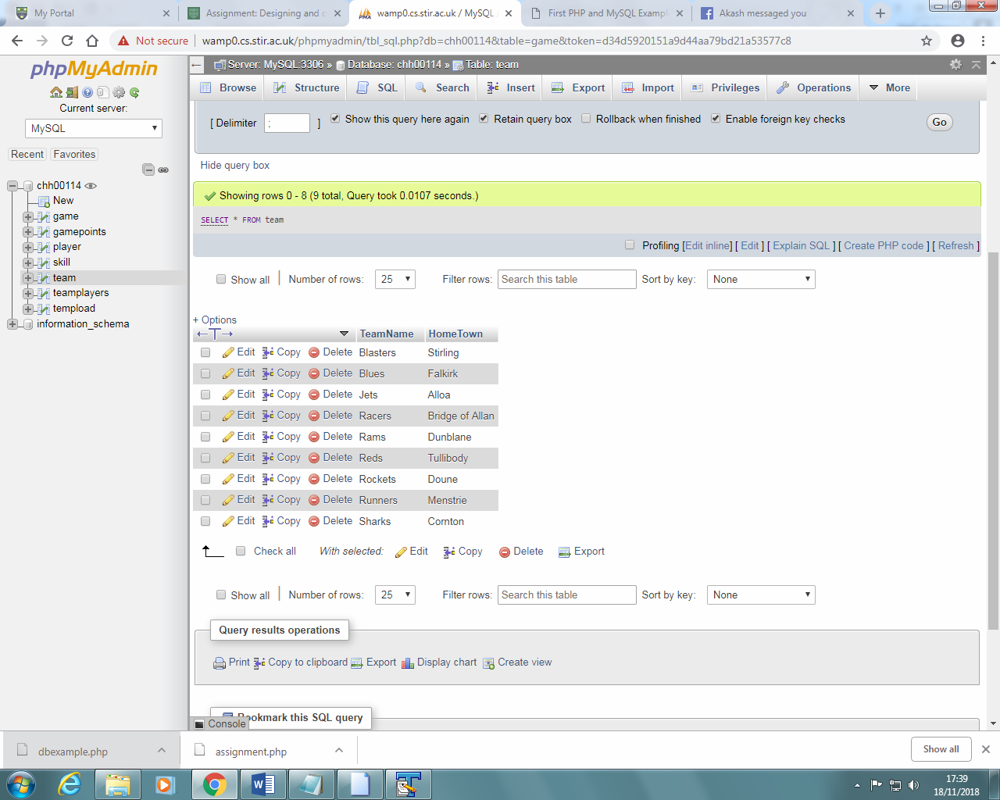 My Portal
Assignment: Designing and c
wamp0.cs.stir.ac.uk / MySQL
First PHP and MySQL Exampl
Akash messaged you
Not secure wamp0.cs.stir.ac.uk/phpmyadmin/tbl_sql.php?db=chh00114&table=game&token=d34d5920151a9d44aa79bd21a53577c8
phpMyAdmin
Current server:
MySQL
Recent Favorites
chh00114
New
game
gamepoints
player
skill
team
teamplayers
tempload
information_schema
Server: MySQL:3306 » Database: chh00114 » Table: team
Browse Structure SQL Search Insert Export Import Privileges Operations More
[ Delimiter ; ] Show this query here again Retain query box Rollback when finished Enable foreign key checks Go
Hide query box
Showing rows 0 - 8 (9 total, Query took 0.0107 seconds.)
SELECT * FROM team
Profiling [Edit inline] [ Edit ] [ Explain SQL ] [ Create PHP code ] [ Refresh ]
Show all | Number of rows: 25 Filter rows: Search this table Sort by key: None
+ Options
←T→ TeamName HomeTown
Edit Copy Delete Blasters Stirling
Edit Copy Delete Blues Falkirk
Edit Copy Delete Jets Alloa
Edit Copy Delete Racers Bridge of Allan
Edit Copy Delete Rams Dunblane
Edit Copy Delete Reds Tullibody
Edit Copy Delete Rockets Doune
Edit Copy Delete Runners Menstrie
Edit Copy Delete Sharks Cornton
Check all With selected: Edit Copy Delete Export
Show all | Number of rows: 25 Filter rows: Search this table Sort by key: None
Query results operations
Print Copy to clipboard Export Display chart Create view
Bookmark this SQL query
Console
dbexample.php
assignment.php
Show all
17:39
18/11/2018